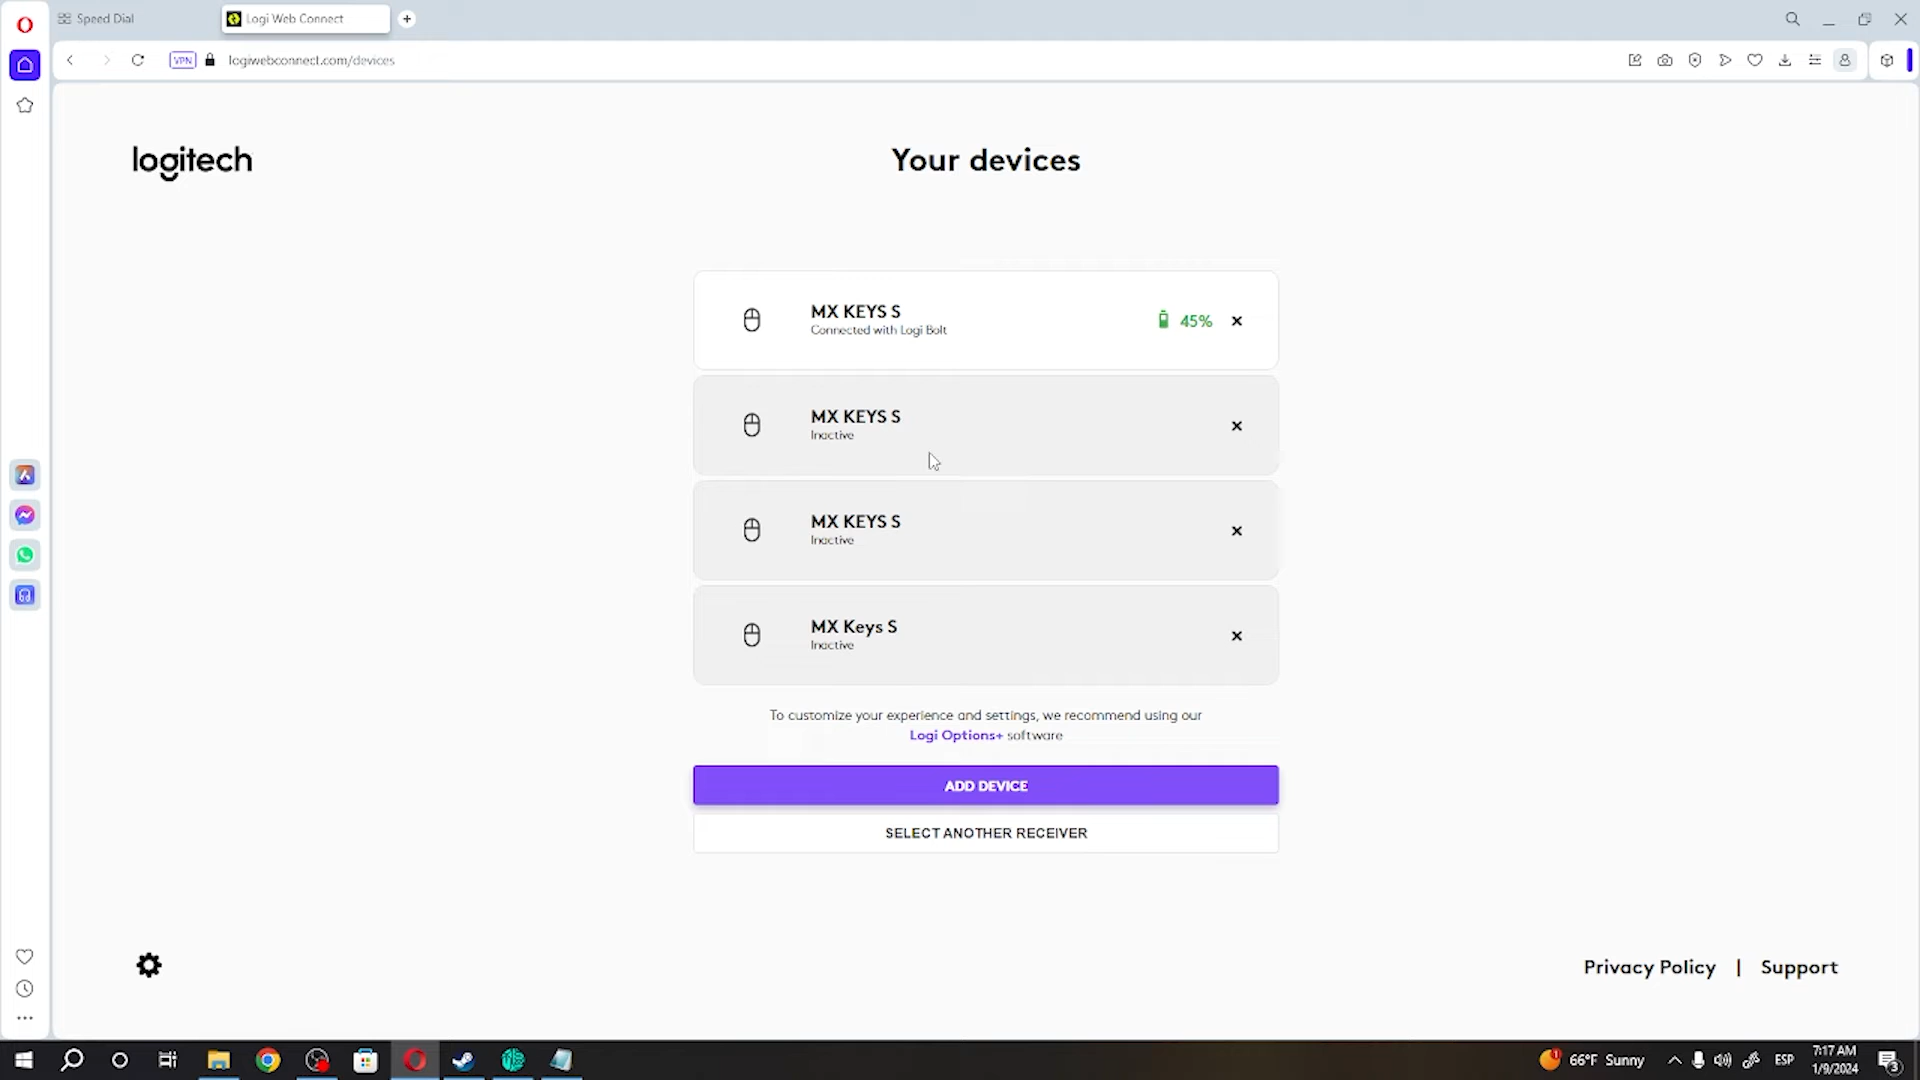 Speed Dial
Logi Web Connect
VPN
logiwebconnect.com/devices
logitech
Your devices
MX KEYS S
Connected with Logi Bolt
45%
MX KEYS S
Inactive
MX KEYS S
Inactive
MX Keys S
Inactive
To customize your experience and settings, we recommend using our
Logi Options+ software
ADD DEVICE
SELECT ANOTHER RECEIVER
Privacy Policy | Support
66°F Sunny
ESP
7:17 AM
1/9/2024
3